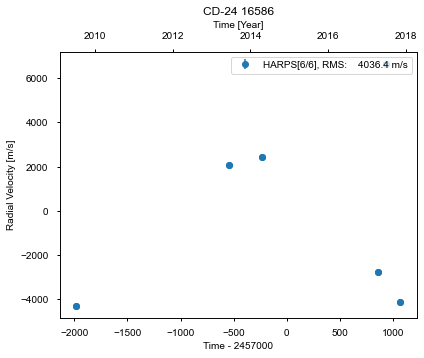 CD-24 16586
Time [Year]
2010 2012 2014 2016 2018
HARPS[6/6], RMS: 4036.4 m/s
Radial Velocity [m/s]
6000
4000
2000
0
−2000
−4000
−2000 −1500 −1000 −500 0 500 1000
Time - 2457000